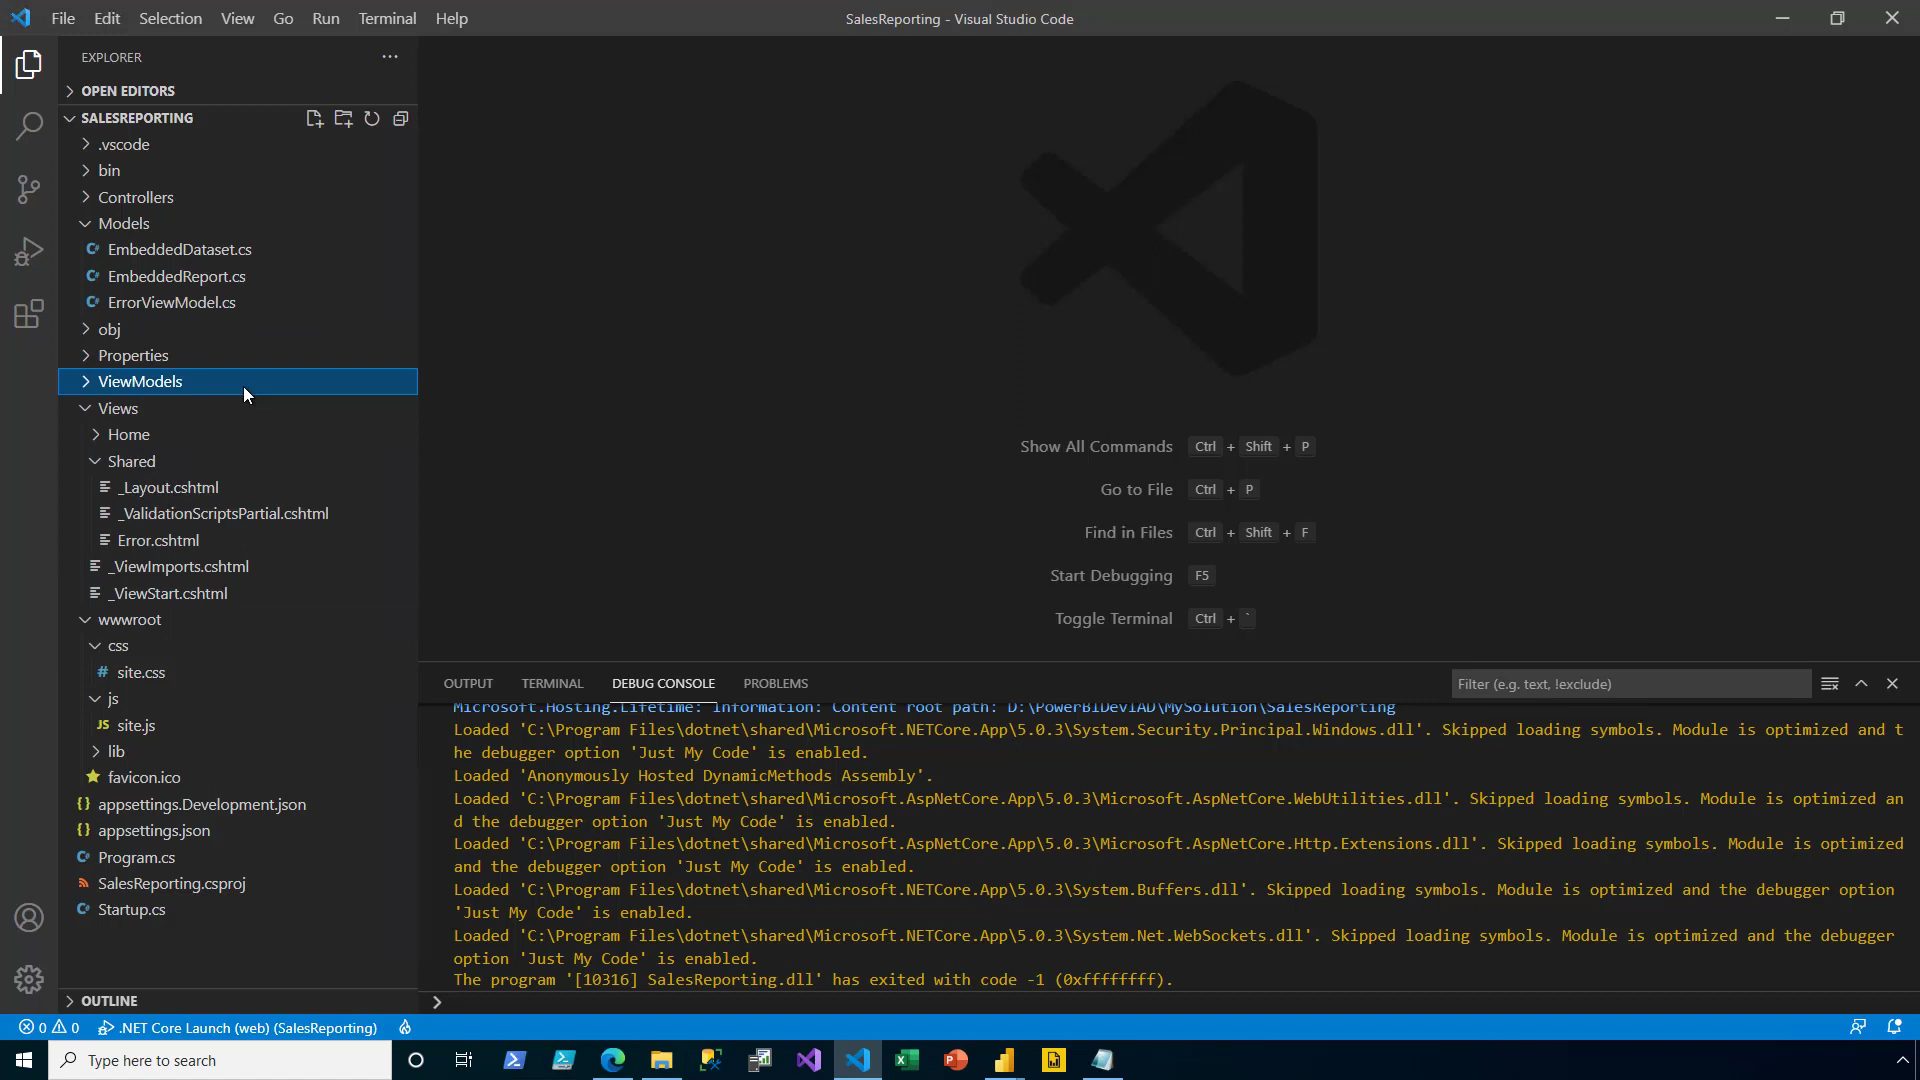 File Edit Selection View Go Run Terminal Help
SalesReporting - Visual Studio Code
EXPLORER
OPEN EDITORS
SALESREPORTING
.vscode
bin
Controllers
Models
EmbeddedDataset.cs
EmbeddedReport.cs
ErrorViewModel.cs
obj
Properties
ViewModels
Views
Home
Shared
_Layout.cshtml
_ValidationScriptsPartial.cshtml
Error.cshtml
_ViewImports.cshtml
_ViewStart.cshtml
wwwroot
css
# site.css
js
JS site.js
lib
favicon.ico
{} appsettings.Development.json
{} appsettings.json
Program.cs
SalesReporting.csproj
Startup.cs
OUTLINE
Show All Commands Ctrl + Shift + P
Go to File Ctrl + P
Find in Files Ctrl + Shift + F
Start Debugging F5
Toggle Terminal Ctrl + `
OUTPUT TERMINAL DEBUG CONSOLE PROBLEMS
Filter (e.g. text, !exclude)
Microsoft.Hosting.Lifetime: Information: Content root path: D:\PowerBIDevIAD\MySolution\SalesReporting
Loaded 'C:\Program Files\dotnet\shared\Microsoft.NETCore.App\5.0.3\System.Security.Principal.Windows.dll'. Skipped loading symbols. Module is optimized and t
he debugger option 'Just My Code' is enabled.
Loaded 'Anonymously Hosted DynamicMethods Assembly'.
Loaded 'C:\Program Files\dotnet\shared\Microsoft.AspNetCore.App\5.0.3\Microsoft.AspNetCore.WebUtilities.dll'. Skipped loading symbols. Module is optimized an
d the debugger option 'Just My Code' is enabled.
Loaded 'C:\Program Files\dotnet\shared\Microsoft.AspNetCore.App\5.0.3\Microsoft.AspNetCore.Http.Extensions.dll'. Skipped loading symbols. Module is optimized
and the debugger option 'Just My Code' is enabled.
Loaded 'C:\Program Files\dotnet\shared\Microsoft.NETCore.App\5.0.3\System.Buffers.dll'. Skipped loading symbols. Module is optimized and the debugger option
'Just My Code' is enabled.
Loaded 'C:\Program Files\dotnet\shared\Microsoft.NETCore.App\5.0.3\System.Net.WebSockets.dll'. Skipped loading symbols. Module is optimized and the debugger
option 'Just My Code' is enabled.
The program '[10316] SalesReporting.dll' has exited with code -1 (0xffffffff).
0 0 .NET Core Launch (web) (SalesReporting)
Type here to search